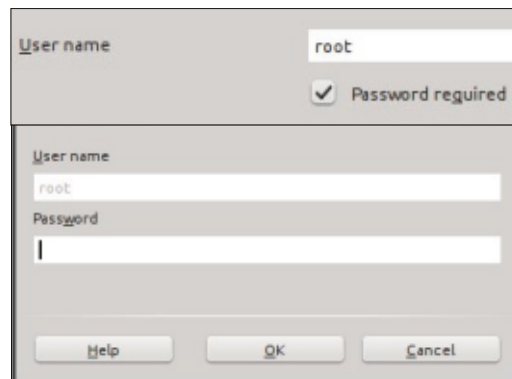 User name
root
Password required
User name
root
Password
Help
OK
Cancel